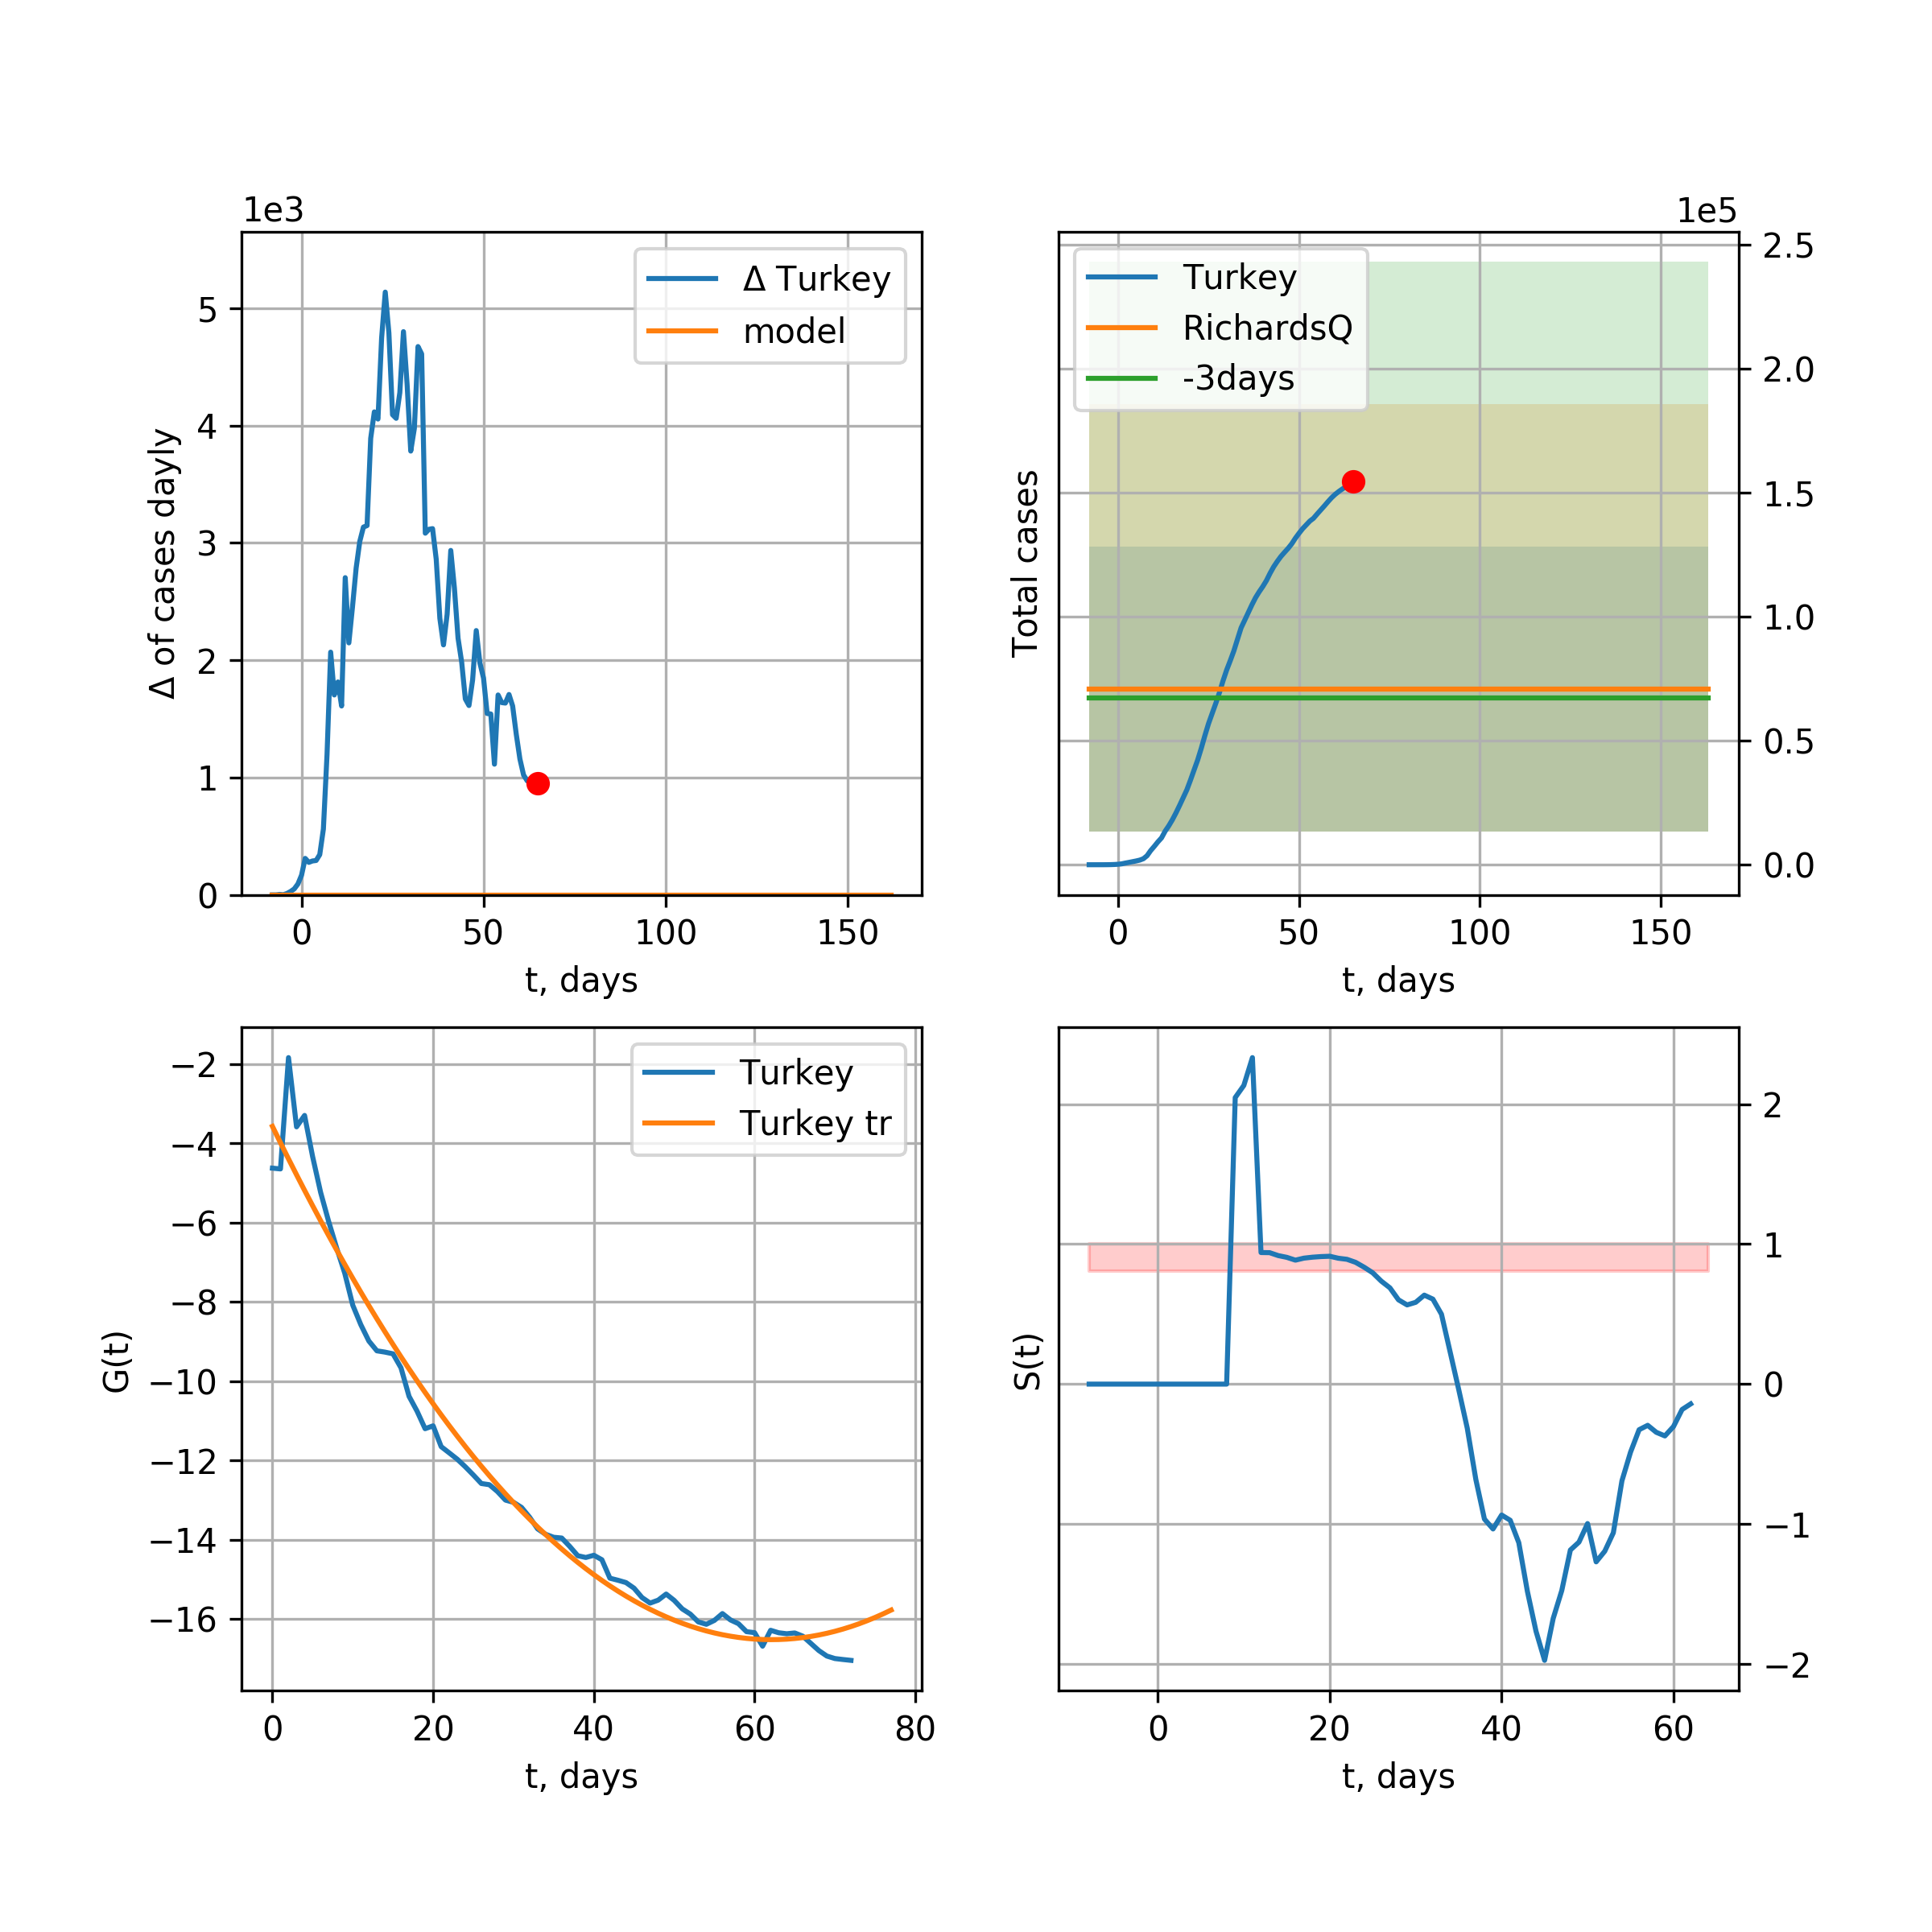 1e3
Δ of cases dayly
5
4
3
2
1
0
0 50 100 150
t, days
Δ Turkey
model
1e5
Total cases
2.5
2.0
1.5
1.0
0.5
0.0
0 50 100 150
t, days
Turkey
RichardsQ
-3days
G(t)
−2
−4
−6
−8
−10
−12
−14
−16
0 20 40 60 80
t, days
Turkey
Turkey tr
S(t)
2
1
0
−1
−2
0 20 40 60
t, days